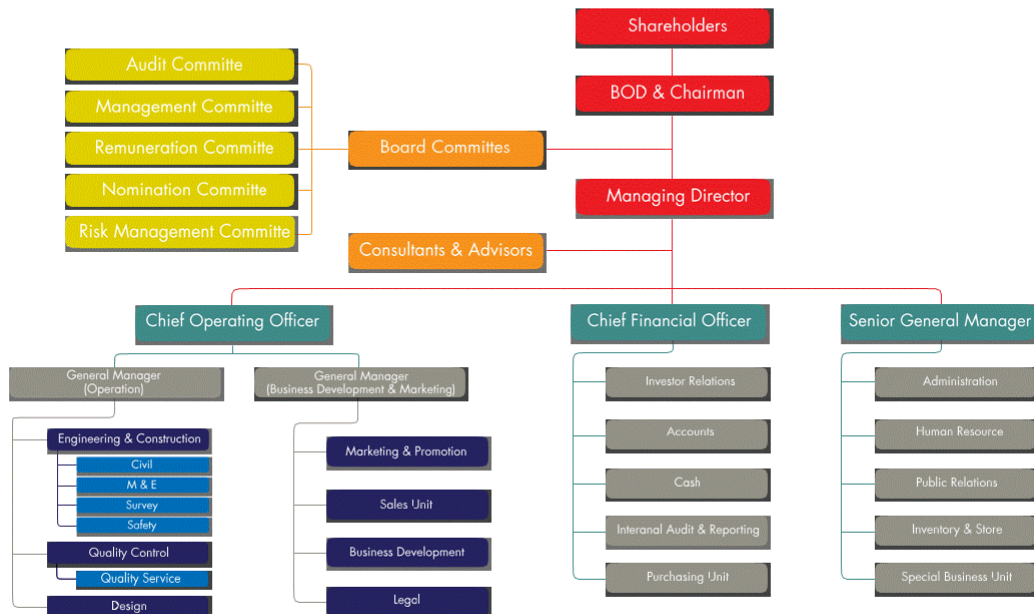 Shareholders
BOD & Chairman
Audit Committe
Management Committe
Remuneration Committe
Nomination Committe
Risk Management Committe
Board Committes
Managing Director
Consultants & Advisors
Chief Operating Officer
Chief Financial Officer
Senior General Manager
General Manager
(Operation)
General Manager
(Business Development & Marketing)
Engineering & Construction
Civil
M & E
Survey
Safety
Quality Control
Quality Service
Design
Marketing & Promotion
Sales Unit
Business Development
Legal
Investor Relations
Accounts
Cash
Interanal Audit & Reporting
Purchasing Unit
Administration
Human Resource
Public Relations
Inventory & Store
Special Business Unit